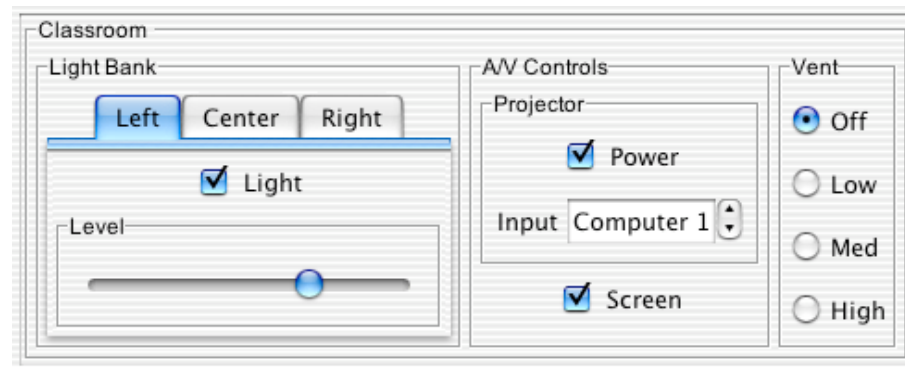 Classroom
Light Bank
Left Center Right
Light
Level
A/V Controls
Projector
Power
Input Computer 1
Screen
Vent
Off
Low
Med
High